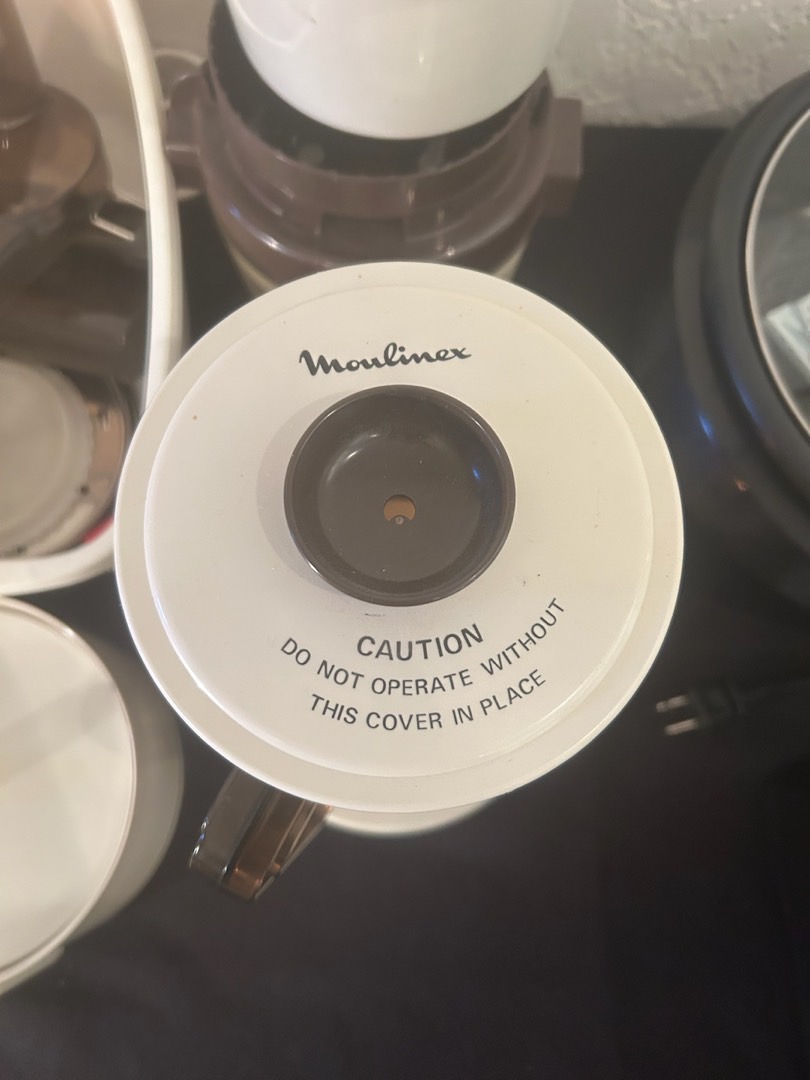 Moulinex
CAUTION
DO NOT OPERATE WITHOUT
THIS COVER IN PLACE